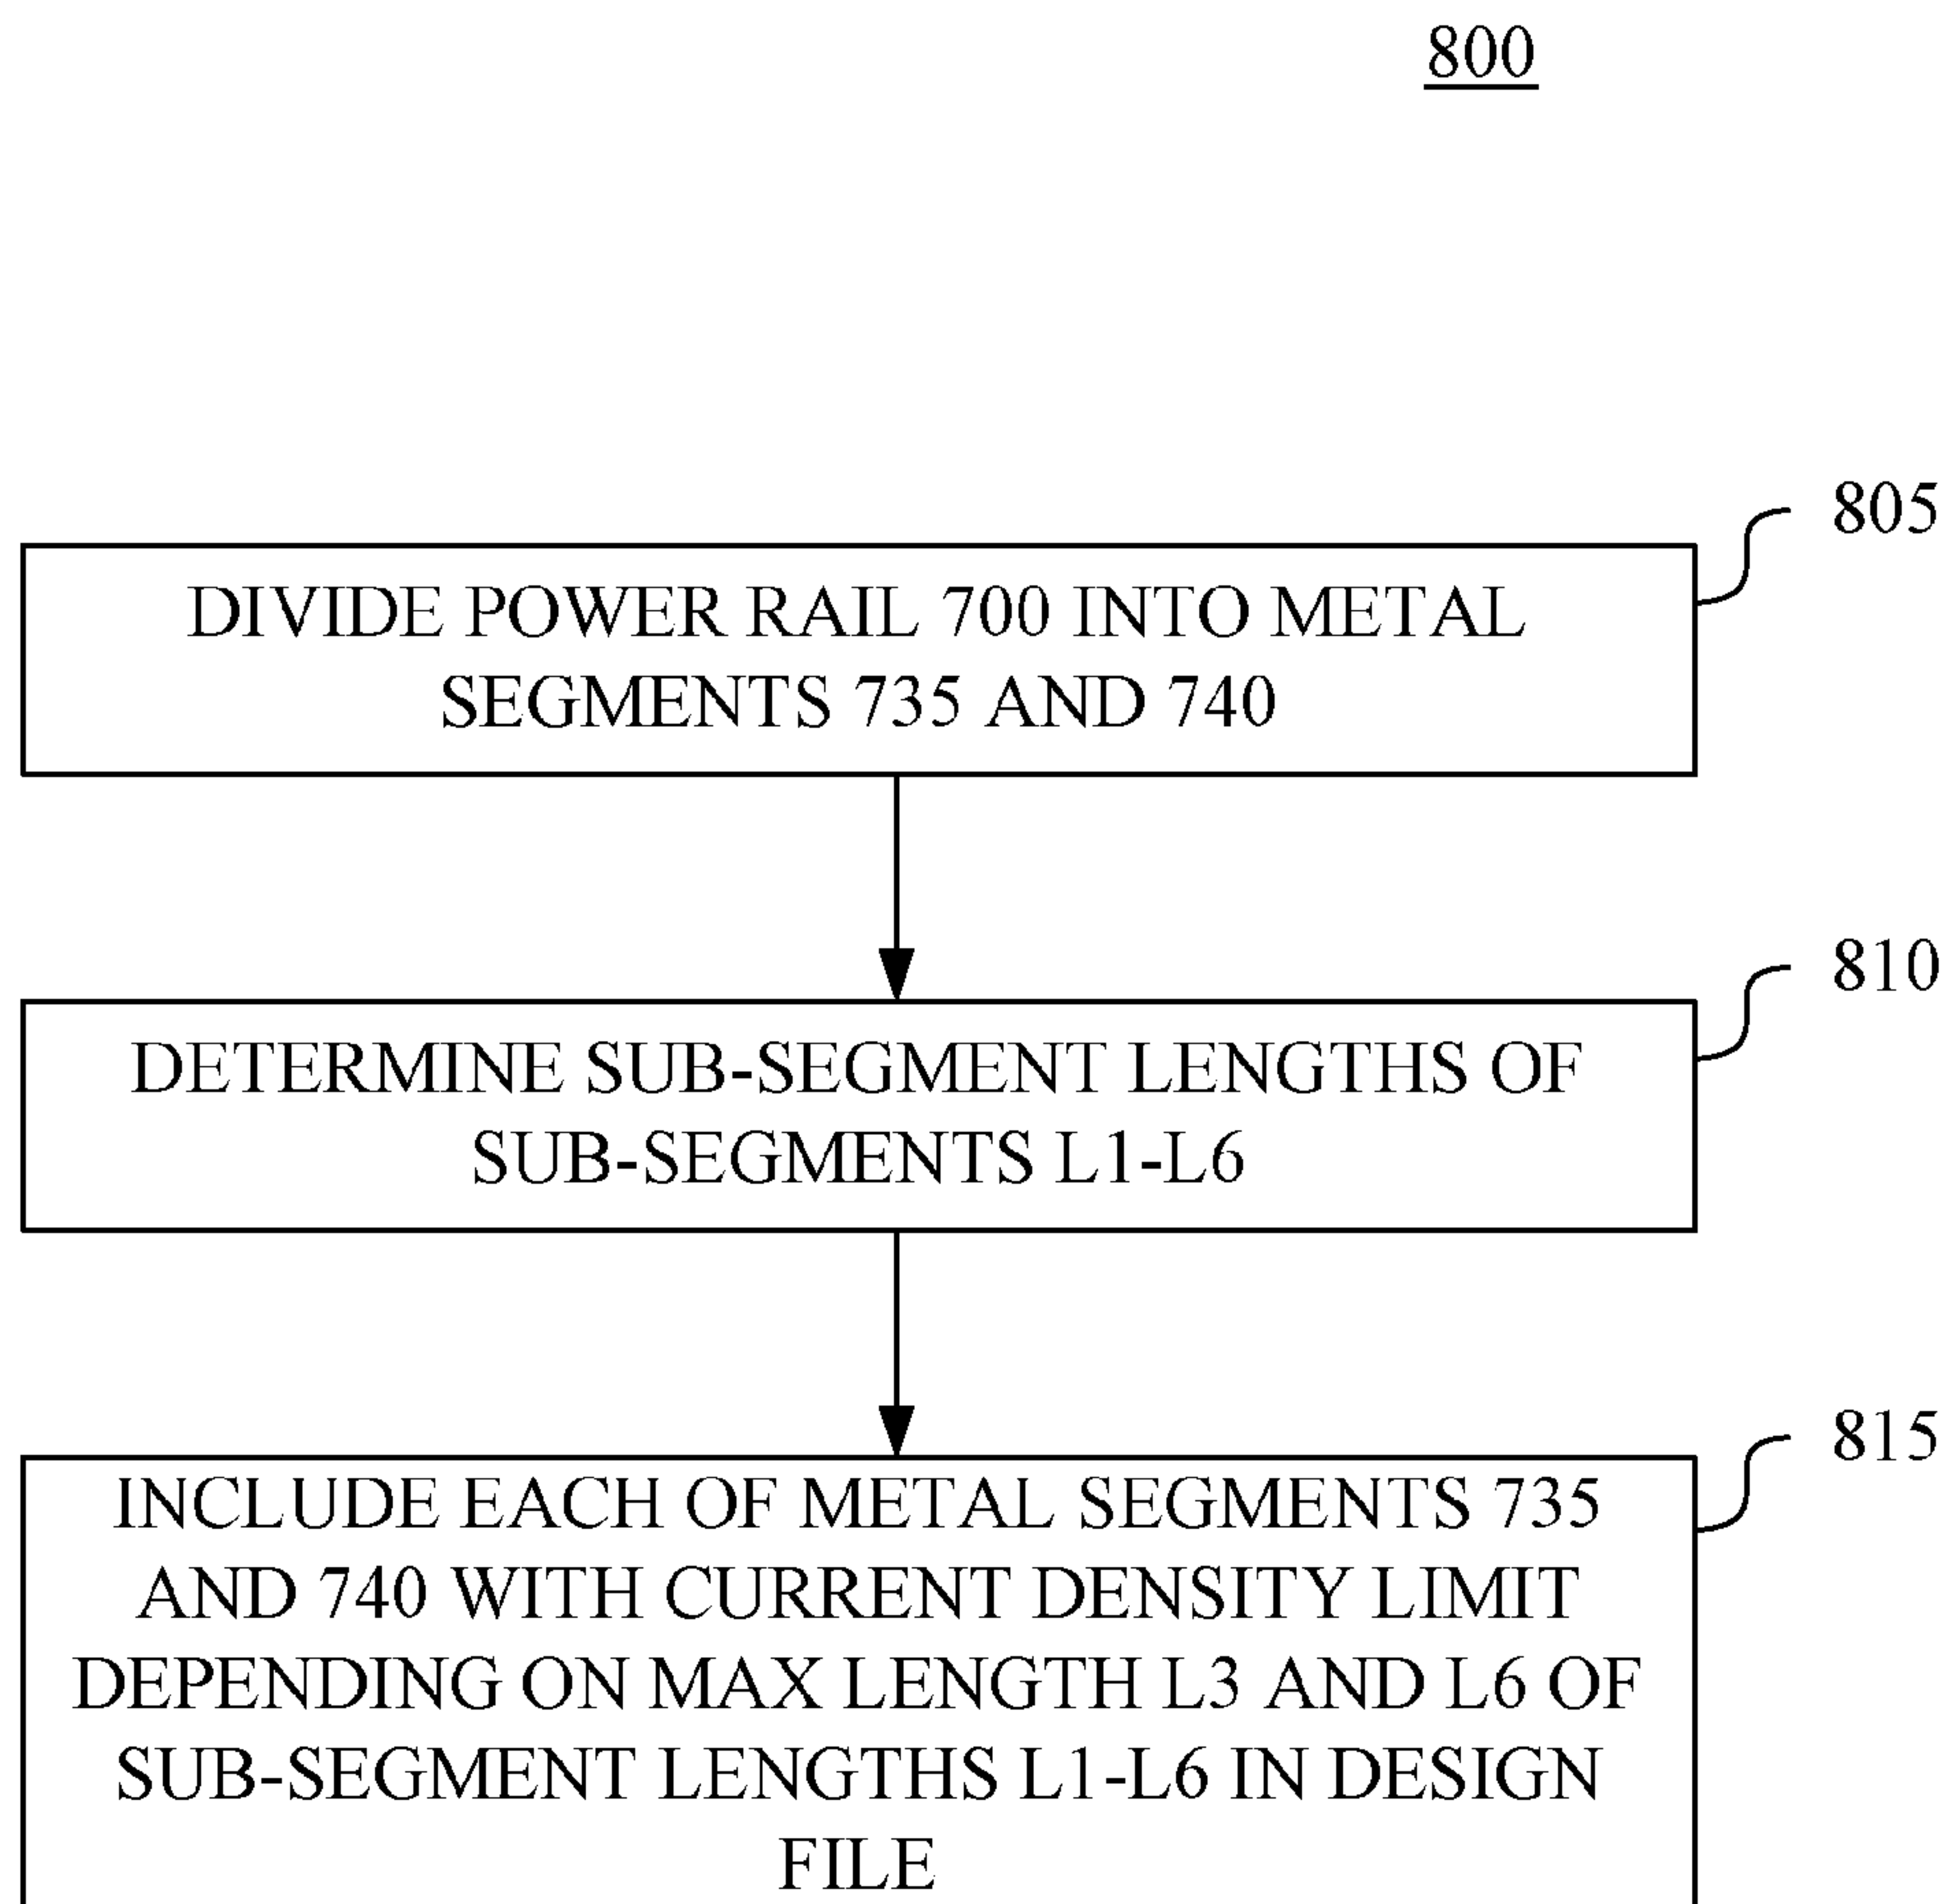 800
805
DIVIDE POWER RAIL 700 INTO METAL
SEGMENTS 735 AND 740
810
DETERMINE SUB-SEGMENT LENGTHS OF
SUB-SEGMENTS L1-L6
815
INCLUDE EACH OF METAL SEGMENTS 735
AND 740 WITH CURRENT DENSITY LIMIT
DEPENDING ON MAX LENGTH L3 AND L6 OF
SUB-SEGMENT LENGTHS L1-L6 IN DESIGN
FILE